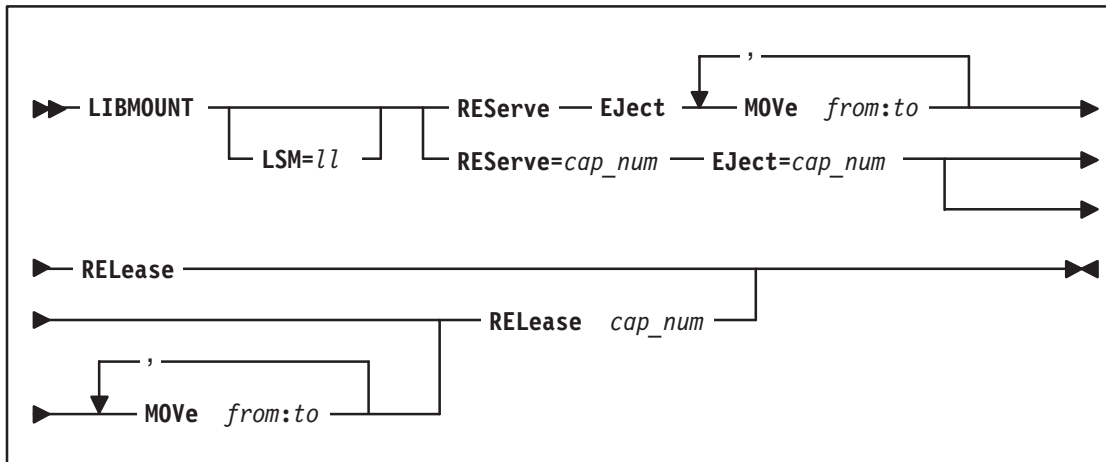 ,
LIBMOUNT REServe EJect MOVe from:to
LSM=ll REServe=cap_num EJect=cap_num
RELease
RELease cap_num
,
MOVe from:to